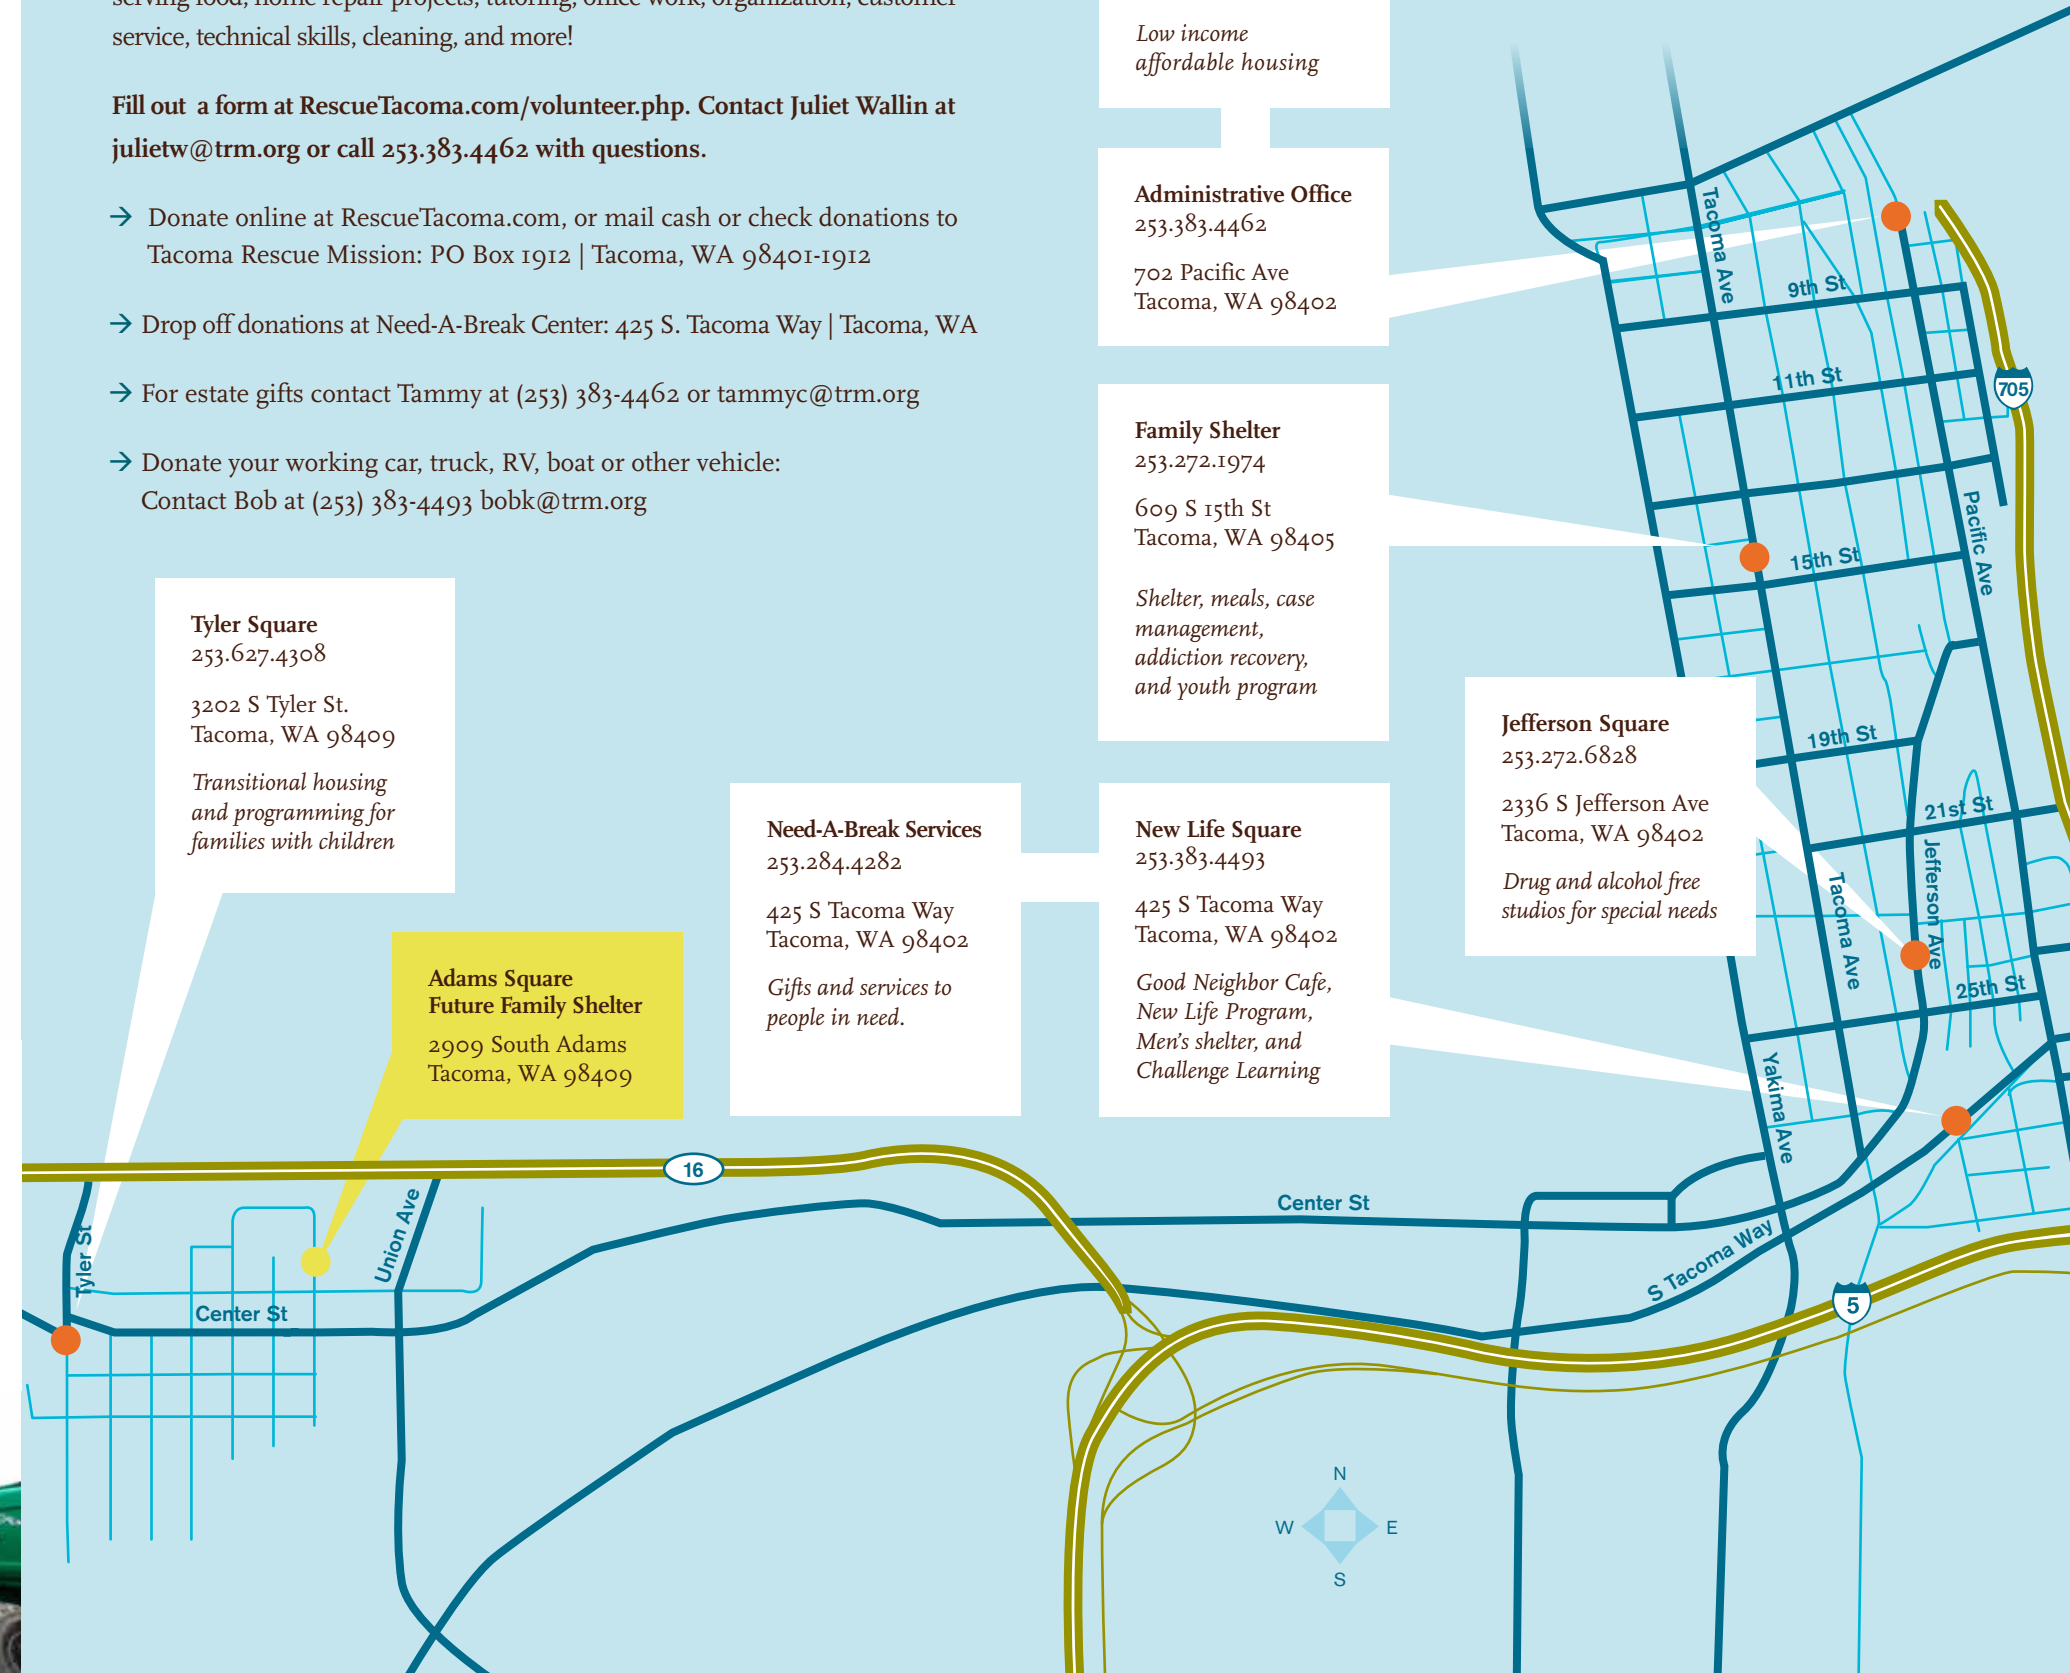 serving food, home repair projects, tutoring, office work, organization, customer
service, technical skills, cleaning, and more!
Fill out a form at RescueTacoma.com/volunteer.php. Contact Juliet Wallin at
julietw@trm.org or call 253.383.4462 with questions.
→ Donate online at RescueTacoma.com, or mail cash or check donations to
Tacoma Rescue Mission: PO Box 1912 | Tacoma, WA 98401-1912
→ Drop off donations at Need-A-Break Center: 425 S. Tacoma Way | Tacoma, WA
→ For estate gifts contact Tammy at (253) 383-4462 or tammyc@trm.org
→ Donate your working car, truck, RV, boat or other vehicle:
Contact Bob at (253) 383-4493 bobk@trm.org
Low income
affordable housing
Administrative Office
253.383.4462
702 Pacific Ave
Tacoma, WA 98402
Family Shelter
253.272.1974
609 S 15th St
Tacoma, WA 98405
Shelter, meals, case
management,
addiction recovery,
and youth program
Tyler Square
253.627.4308
3202 S Tyler St.
Tacoma, WA 98409
Transitional housing
and programming for
families with children
Adams Square
Future Family Shelter
2909 South Adams
Tacoma, WA 98409
Need-A-Break Services
253.284.4282
425 S Tacoma Way
Tacoma, WA 98402
Gifts and services to
people in need.
New Life Square
253.383.4493
425 S Tacoma Way
Tacoma, WA 98402
Good Neighbor Cafe,
New Life Program,
Men's shelter, and
Challenge Learning
Jefferson Square
253.272.6828
2336 S Jefferson Ave
Tacoma, WA 98402
Drug and alcohol free
studios for special needs
Tacoma Ave
9th St
11th St
705
Pacific Ave
15th St
19th St
21st St
Jefferson Ave
Tacoma Ave
25th St
Yakima Ave
16
Center St
S Tacoma Way
5
Tyler St
Union Ave
Center St
N
W
E
S